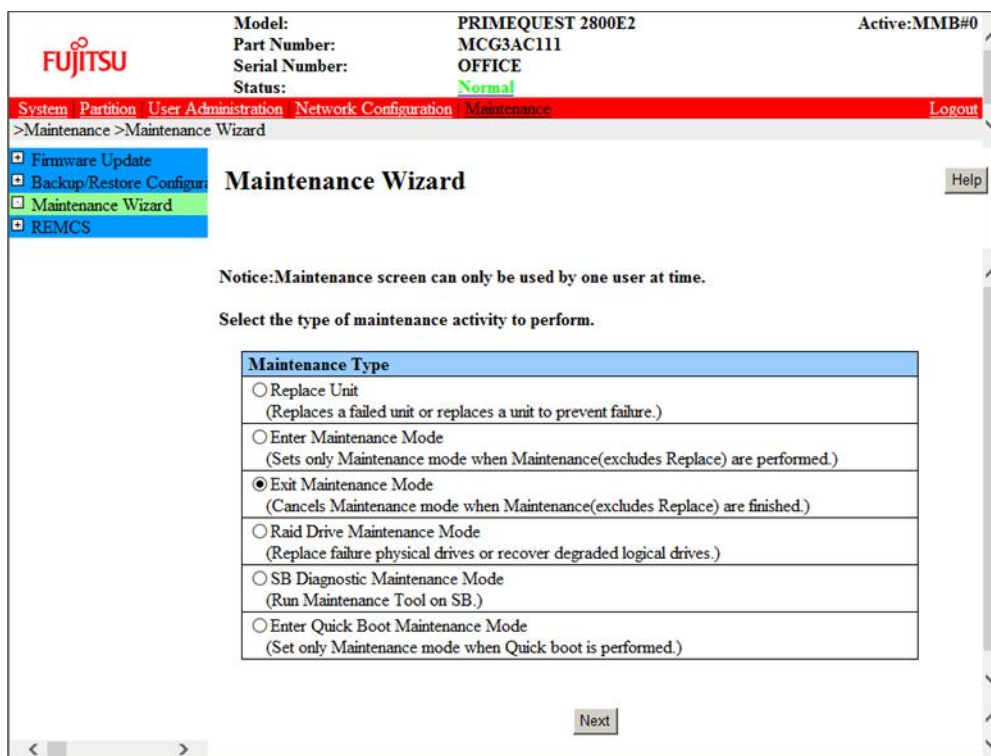 FUJITSU
Model: PRIMEQUEST 2800E2 Active:MMB#0
Part Number: MCG3AC111
Serial Number: OFFICE
Status: Normal
System | Partition | User Administration | Network Configuration | Maintenance Logout
>Maintenance >Maintenance Wizard
Firmware Update
Backup/Restore Configura
Maintenance Wizard
REMCS
Maintenance Wizard
Help
Notice:Maintenance screen can only be used by one user at time.
Select the type of maintenance activity to perform.
Maintenance Type
Replace Unit
(Replaces a failed unit or replaces a unit to prevent failure.)
Enter Maintenance Mode
(Sets only Maintenance mode when Maintenance(excludes Replace) are performed.)
Exit Maintenance Mode
(Cancels Maintenance mode when Maintenance(excludes Replace) are finished.)
Raid Drive Maintenance Mode
(Replace failure physical drives or recover degraded logical drives.)
SB Diagnostic Maintenance Mode
(Run Maintenance Tool on SB.)
Enter Quick Boot Maintenance Mode
(Set only Maintenance mode when Quick boot is performed.)
Next